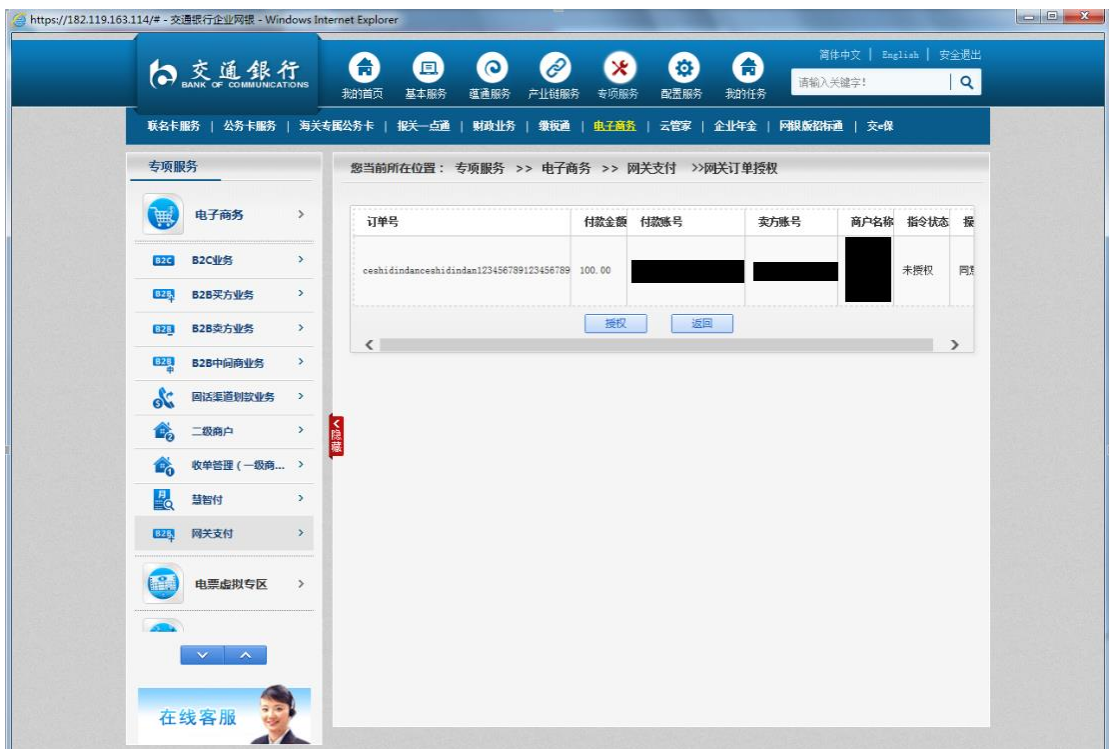 https://182.119.163.114/# - 交通银行企业网银 - Windows Internet Explorer
简体中文 | English | 安全退出
交通銀行
BANK OF COMMUNICATIONS
我的首页 基本服务 蕴通服务 产业链服务 专项服务 配置服务 我的任务
请输入关键字!
联名卡服务 | 公务卡服务 | 海关专属公务卡 | 报关一点通 | 财政业务 | 缴税通 | 电子商务 | 云管家 | 企业年金 | 网银版招标通 | 交e保
专项服务
您当前所在位置: 专项服务 >> 电子商务 >> 网关支付 >>网关订单授权
电子商务
订单号 付款金额 付款账号 卖方账号 商户名称 指令状态 操
B2C B2C业务
ceshidindanceshidindan123456789123456789 100.00 未授权 同意
B2B B2B买方业务
授权 返回
B2B B2B卖方业务
B2B中 B2B中间商业务
固话渠道划款业务
二级商户
隐藏
收单管理(一级商...
慧智付
B2B 网关支付
电票虚拟专区
在线客服